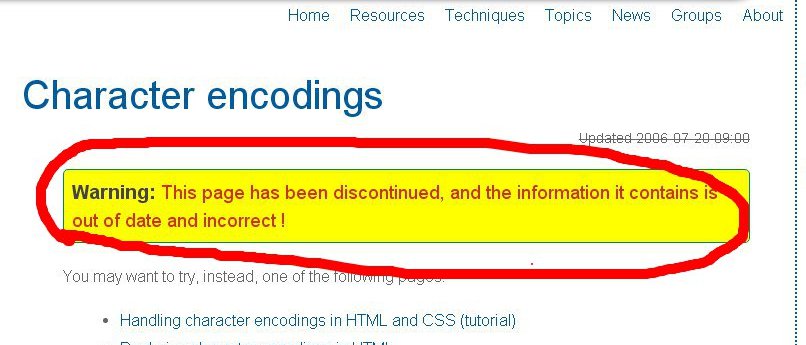 Home Resources Techniques Topics News Groups About
Character encodings
Updated 2006-07-20 09:00
Warning: This page has been discontinued, and the information it contains is
out of date and incorrect !
You may want to try, instead, one of the following pages:
Handling character encodings in HTML and CSS (tutorial)